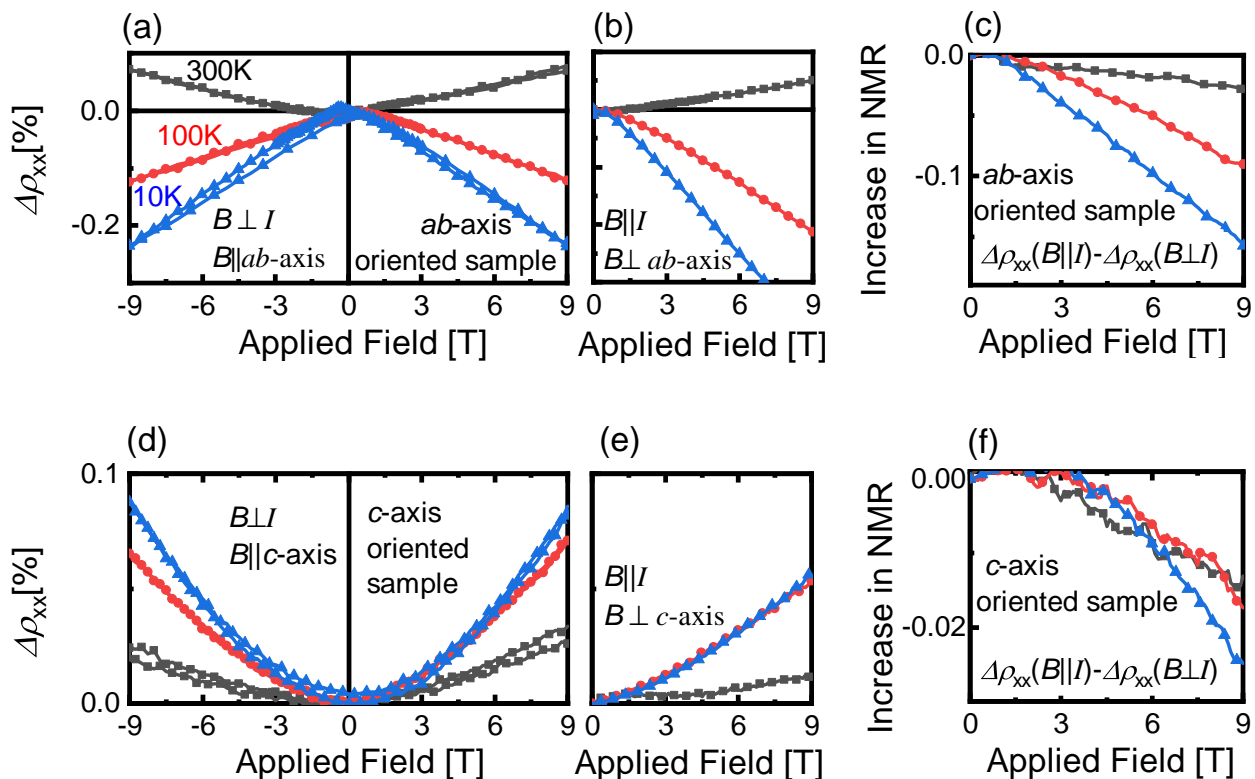 (a)
(b)
(c)
Δρxx[%]
0.0
-0.2
300K
100K
10K
B ⊥ I
B||ab-axis
ab-axis
oriented sample
-9 -6 -3 0 3 6 9
Applied Field [T]
B||I
B⊥ ab-axis
0 3 6 9
Applied Field [T]
Increase in NMR
0.0
-0.1
ab-axis
oriented sample
Δρxx(B||I)-Δρxx(B⊥I)
0 3 6 9
Applied Field [T]
(d)
(e)
(f)
Δρxx[%]
0.1
0.0
B⊥I
B||c-axis
c-axis
oriented
sample
-9 -6 -3 0 3 6 9
Applied Field [T]
B||I
B ⊥ c-axis
0 3 6 9
Applied Field [T]
Increase in NMR
0.00
-0.02
c-axis
oriented sample
Δρxx(B||I)-Δρxx(B⊥I)
0 3 6 9
Applied Field [T]